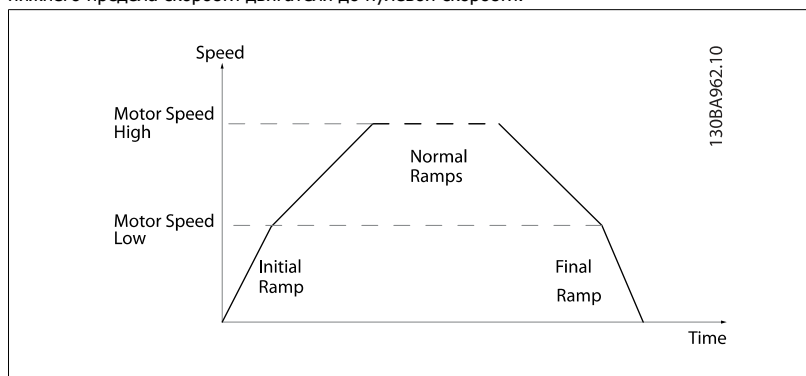 нижнего предела скорости двигателя до нулевой скорости.
Speed
130BA962.10
Motor Speed
High
Normal
Ramps
Motor Speed
Low
Initial
Ramp
Final
Ramp
Time